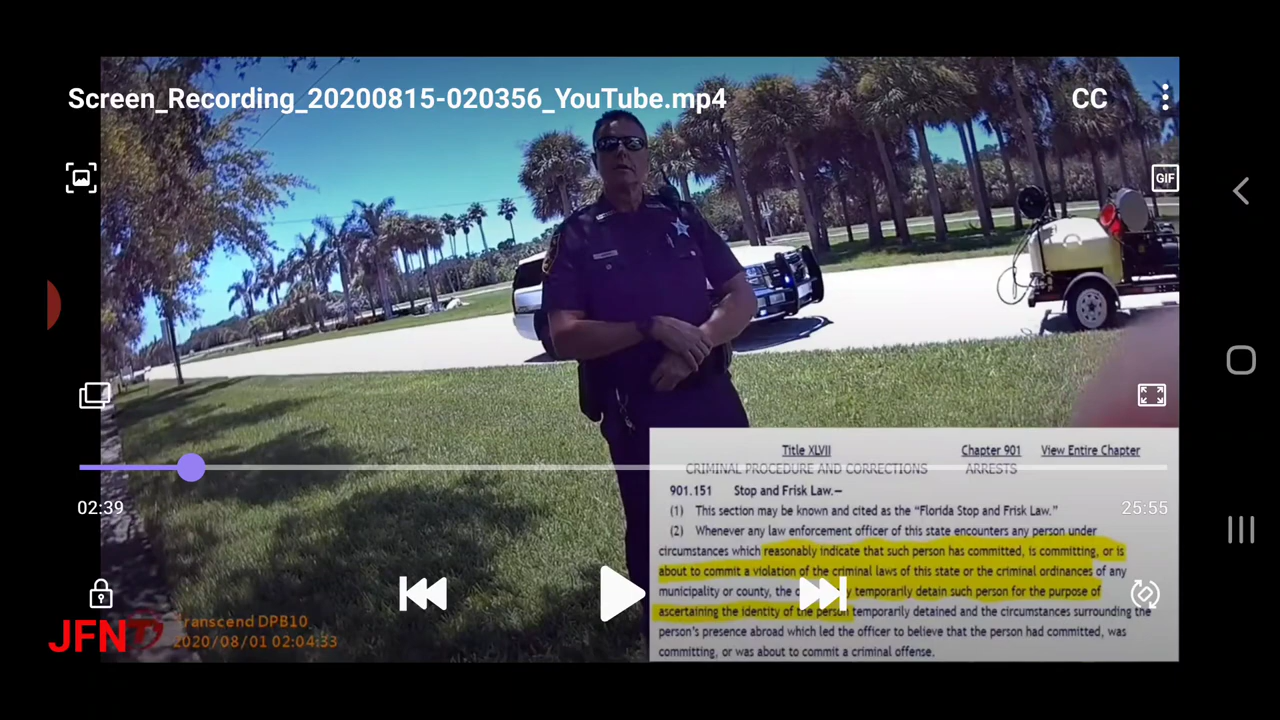 Screen_Recording_20200815-020356_YouTube.mp4
CC
GIF
Title XLVII Chapter 901 View Entire Chapter
CRIMINAL PROCEDURE AND CORRECTIONS ARRESTS
901.151 Stop and Frisk Law.—
02:39
(1) This section may be known and cited as the “Florida Stop and Frisk Law.”
25:55
(2) Whenever any law enforcement officer of this state encounters any person under
circumstances which reasonably indicate that such person has committed, is committing, or is
about to commit a violation of the criminal laws of this state or the criminal ordinances of any
municipality or county, the temporarily detain such person for the purpose of
ascertaining the identity of the person temporarily detained and the circumstances surrounding the
person's presence abroad which led the officer to believe that the person had committed, was
committing, or was about to commit a criminal offense.
JFN
Transcend DPB10
2020/08/01 02:04:33